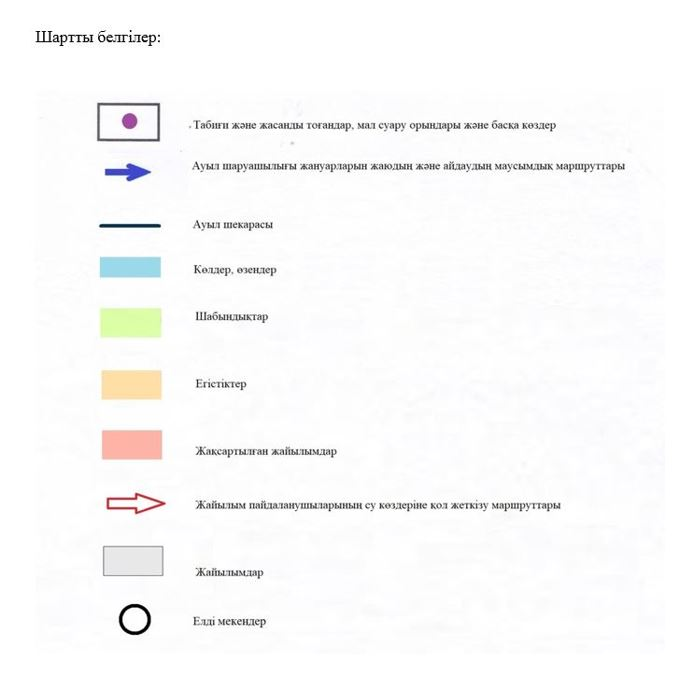 Шартты белгілер:
Табиғи және жасанды тоғандар, мал суару орындары және басқа көздер
Ауыл шаруашылығы жануарларын жаюдың және айдаудың маусымдық маршруттары
Ауыл шекарасы
Көлдер, өзендер
Шабындықтар
Егістіктер
Жақсартылған жайылымдар
Жайылым пайдаланушыларының су көздеріне қол жеткізу маршруттары
Жайылымдар
Елді мекендер